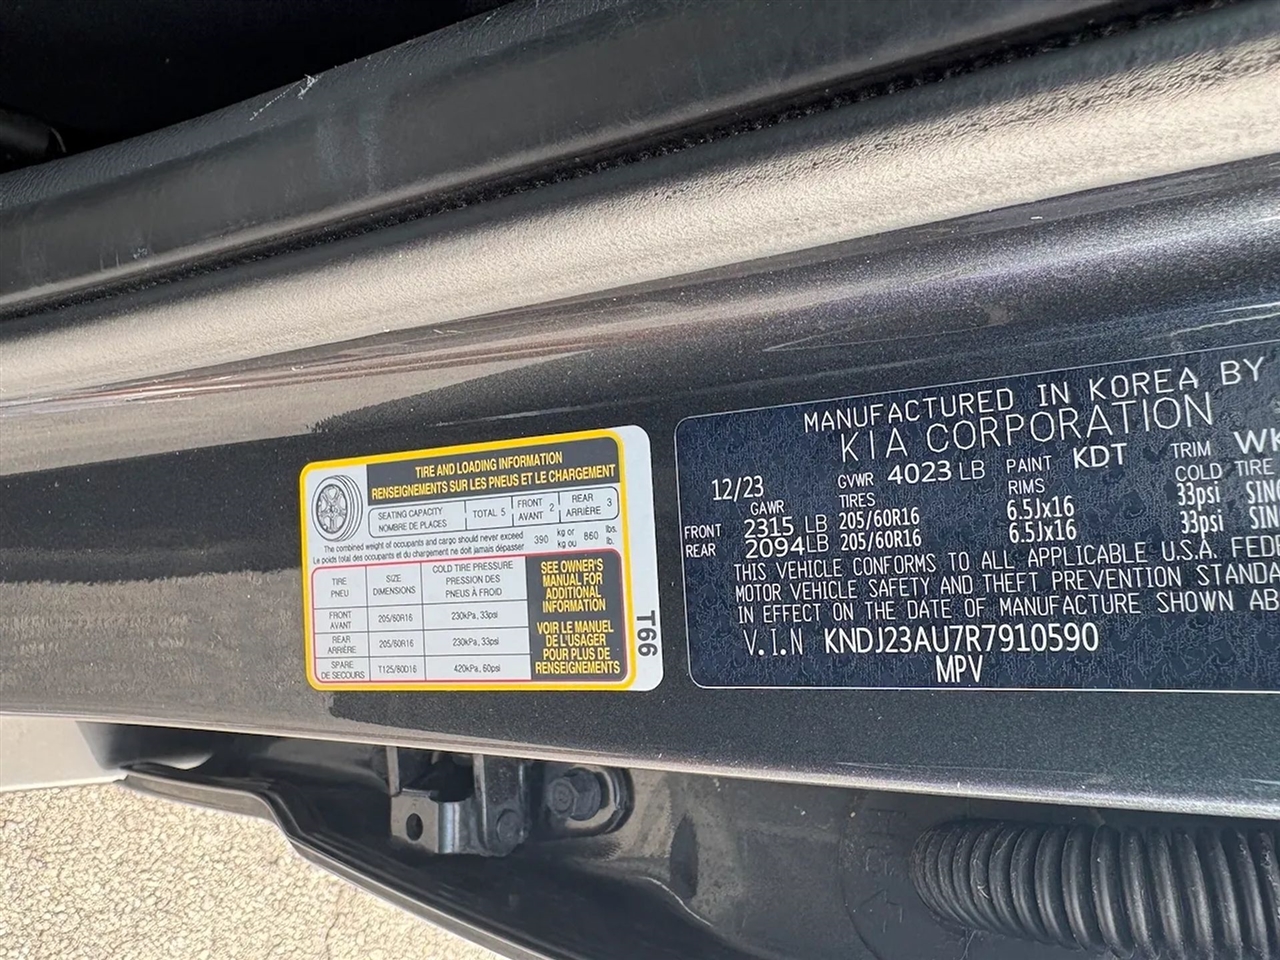 TIRE AND LOADING INFORMATION
RENSEIGNEMENTS SUR LES PNEUS ET LE CHARGEMENT
SEATING CAPACITY
NOMBRE DE PLACES
TOTAL 5
FRONT
AVANT 2
REAR
ARRIÈRE 3
The combined weight of occupants and cargo should never exceed
Le poids total des occupants et du chargement ne doit jamais dépasser
390 kg or
kg ou
860 lbs.
lb.
TIRE
PNEU
SIZE
DIMENSIONS
COLD TIRE PRESSURE
PRESSION DES
PNEUS À FROID
FRONT
AVANT
205/60R16
230kPa, 33psi
REAR
ARRIÈRE
205/60R16
230kPa, 33psi
SPARE
DE SECOURS
T125/80D16
420kPa, 60psi
SEE OWNER'S
MANUAL FOR
ADDITIONAL
INFORMATION
VOIR LE MANUEL
DE L'USAGER
POUR PLUS DE
RENSEIGNEMENTS
T66
MANUFACTURED IN KOREA BY
KIA CORPORATION
12/23 GVWR 4023 LB PAINT KDT TRIM WK
GAWR TIRES RIMS COLD TIRE
FRONT 2315 LB 205/60R16 6.5Jx16 33psi
REAR 2094LB 205/60R16 6.5Jx16 33psi
THIS VEHICLE CONFORMS TO ALL APPLICABLE U.S.A.
MOTOR VEHICLE SAFETY AND THEFT PREVENTION
IN EFFECT ON THE DATE OF MANUFACTURE SHOWN
V.I.N KNDJ23AU7R7910590
MPV